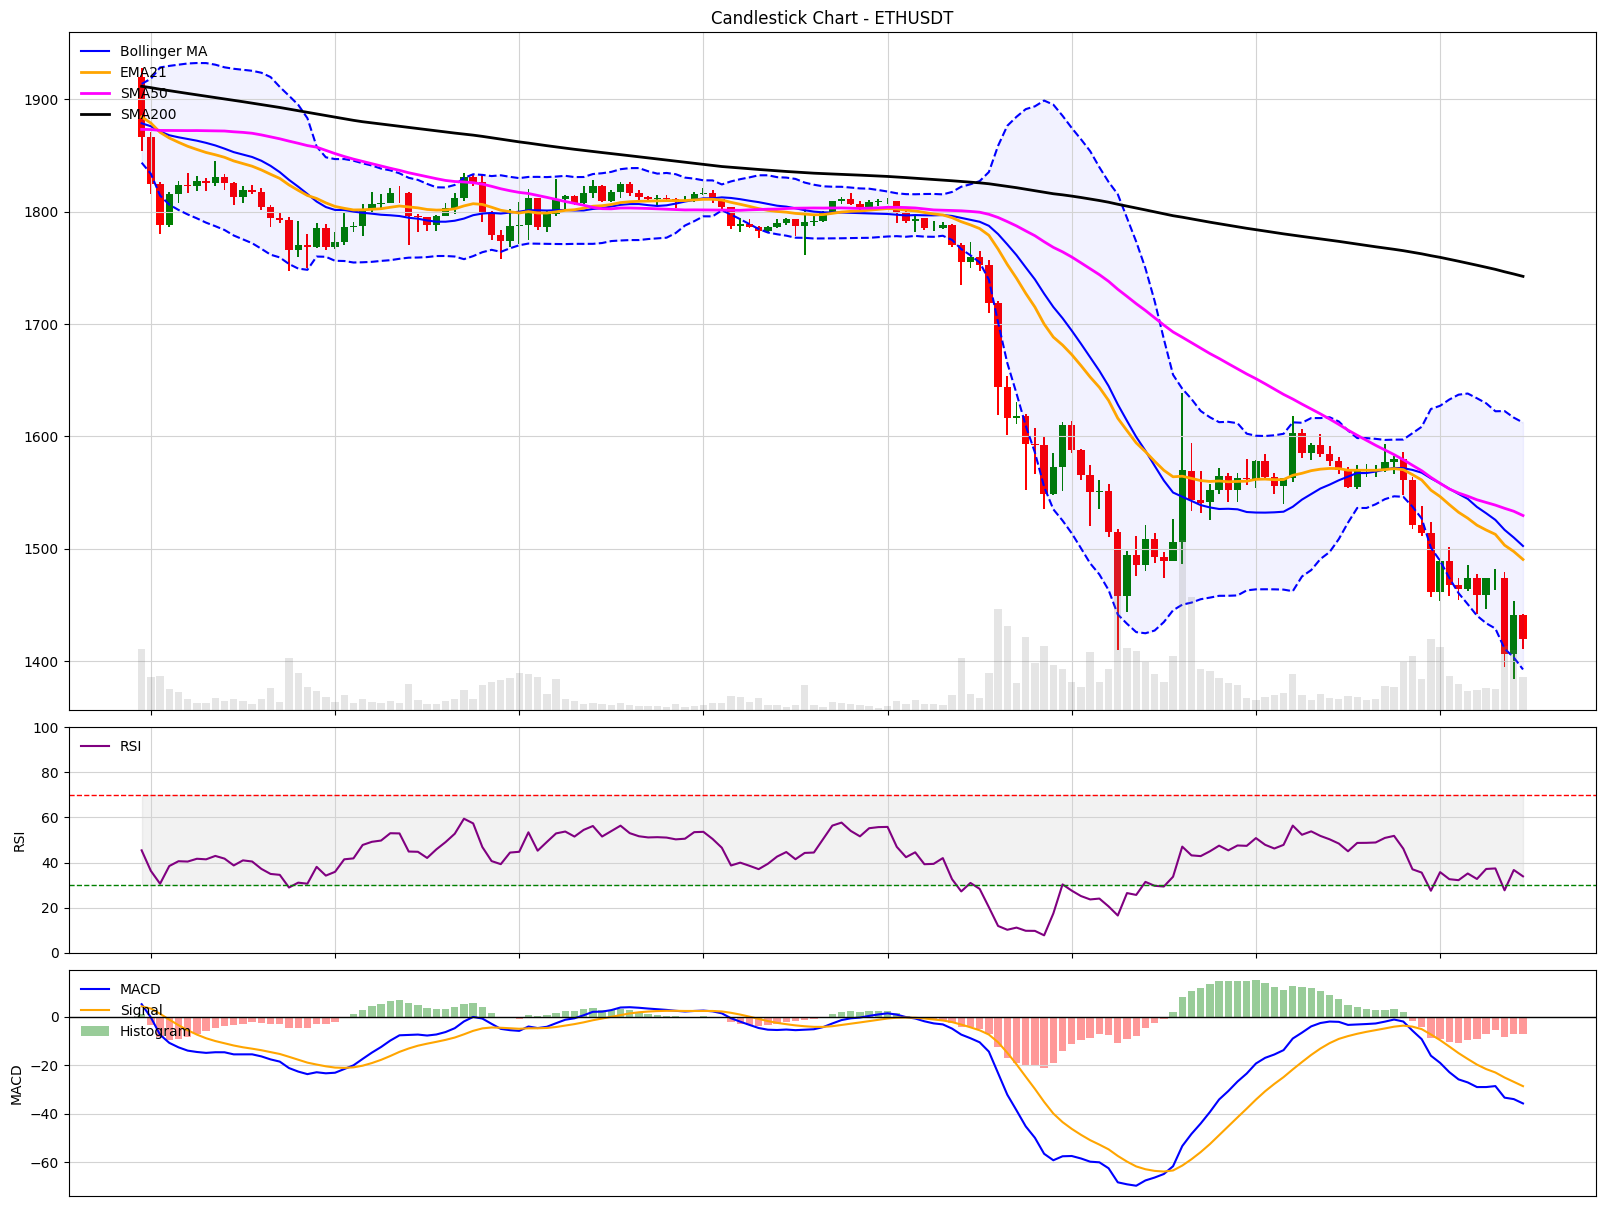 Candlestick Chart - ETHUSDT
Bollinger MA
EMA21
SMA50
SMA200
1900
1800
1700
1600
1500
1400
RSI
100
80
60
40
20
0
RSI
MACD
Signal
Histogram
0
−20
−40
−60
MACD